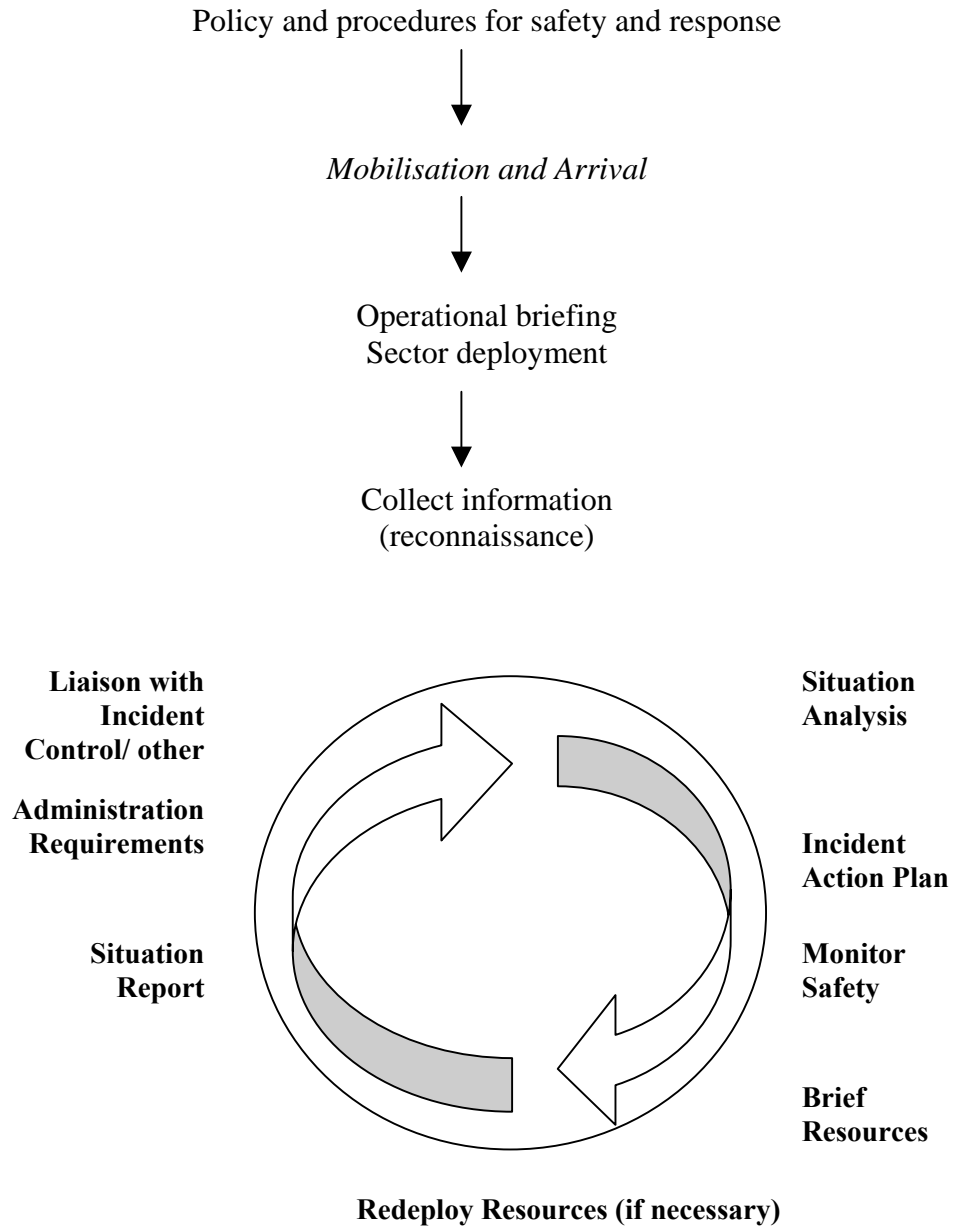 Policy and procedures for safety and response
Mobilisation and Arrival
Operational briefing
Sector deployment
Collect information
(reconnaissance)
Liaison with
Incident
Control/ other
Administration
Requirements
Situation
Report
Situation
Analysis
Incident
Action Plan
Monitor
Safety
Brief
Resources
Redeploy Resources (if necessary)